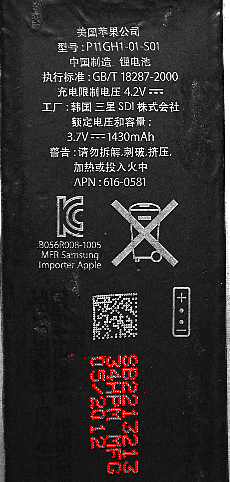 美国苹果公司
型号:P11GH1-01-S01
中国制造 锂电池
执行标准:GB/T 18287-2000
充电限制电压 4.2V⎓
工厂:韩国 三星 SDI 株式会社
额定电压和容量:
3.7V⎓1430mAh
警告:请勿拆解,刺破,挤压,
加热或投入火中
APN:616-0581
B056R008-1005
MFR Samsung
Importer Apple
+
-
SB2213213
34HPM MFG
05/2012